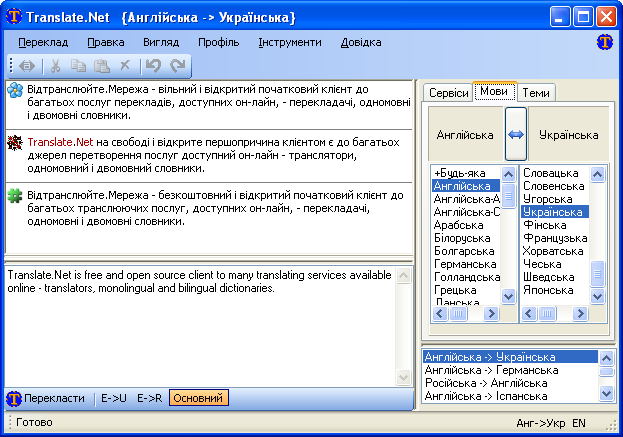 Translate.Net {Англійська -> Українська}
Переклад Правка Вигляд Профіль Інструменти Довідка
Відтранслюйте.Мережа - вільний і відкритий початковий клієнт до
багатьох послуг перекладів, доступних он-лайн, - перекладачі, одномовні
і двомовні словники.
Translate.Net на свободі і відкрите першопричина клієнтом є до багатьох
джерел перетворення послуг доступний он-лайн - транслятори,
одномовний і двомовний словники.
Відтранслюйте.Мережа - безкоштовний і відкритий початковий клієнт до
багатьох транслюючих послуг, доступних он-лайн, - перекладачі,
одномовні і двомовні словники.
Translate.Net is free and open source client to many translating services available
online - translators, monolingual and bilingual dictionaries.
Перекласти E->U E->R Основний
Сервіси Мови Теми
Англійська Українська
+Будь-яка
Англійська
Англійська-А
Англійська-С
Арабська
Білоруська
Болгарська
Германська
Голландська
Грецька
Данська
Словацька
Словенська
Угорська
Українська
Фінська
Французька
Хорватська
Чеська
Шведська
Японська
Англійська -> Українська
Англійська -> Германська
Російська -> Англійська
Англійська -> Іспанська
Готово Анг->Укр EN